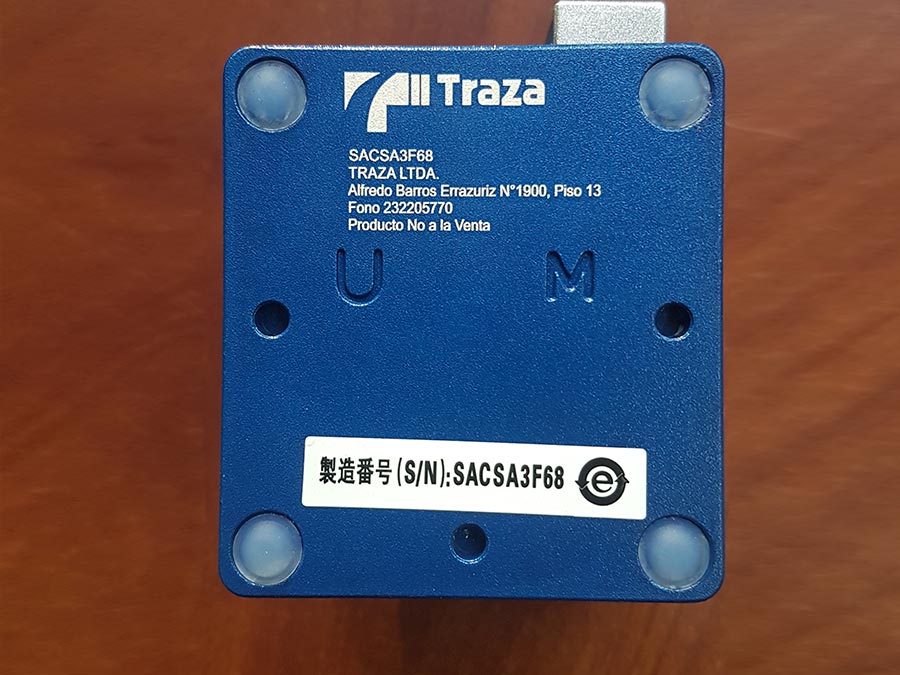 Traza
SACSA3F68
TRAZA LTDA.
Alfredo Barros Errazuriz N°1900, Piso 13
Fono 232205770
Producto No a la Venta
U M
製造番号(S/N):SACSA3F68 e